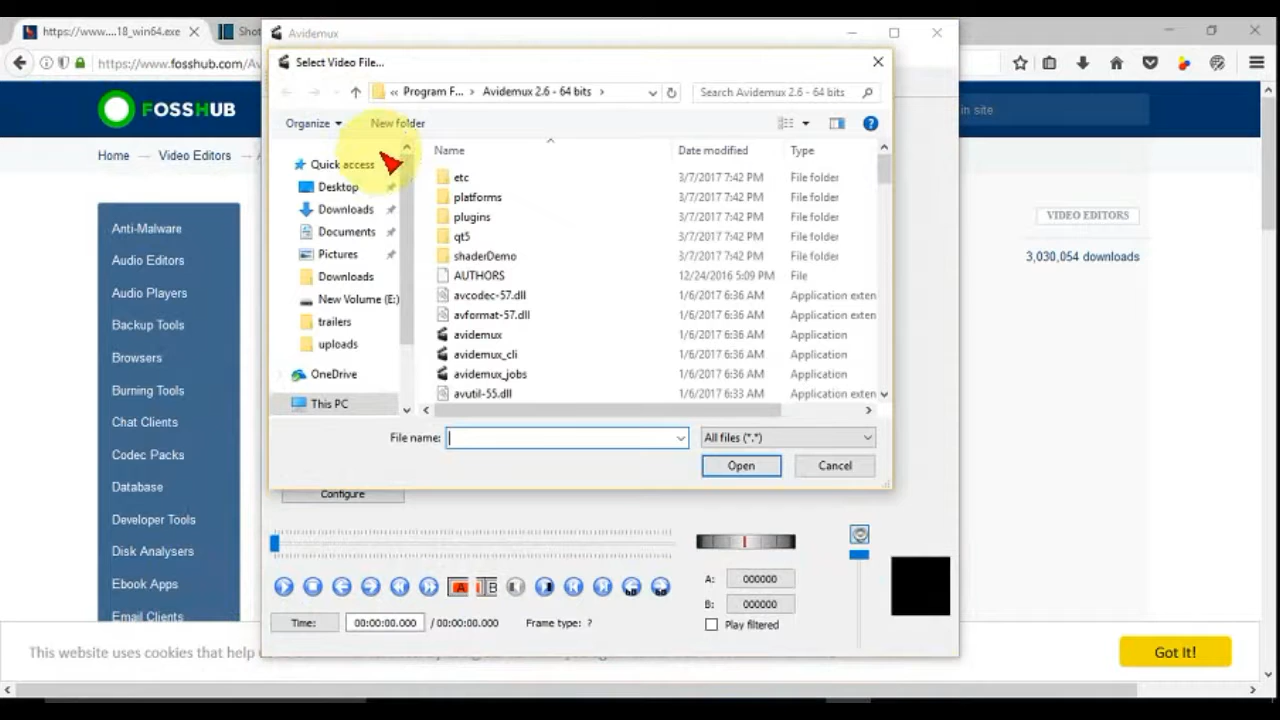 https://www....18_win64.exe
Shot
Avidemux
https://www.fosshub.com/Av
Select Video File...
Program F...
Avidemux 2.6 - 64 bits
Search Avidemux 2.6 - 64 bits
FOSSHUB
in site
Organize
New folder
Home
Video Editors
Name
Date modified
Type
Quick access
Desktop
Downloads
Documents
Pictures
Downloads
New Volume (E:)
trailers
uploads
OneDrive
This PC
etc 3/7/2017 7:42 PM File folder
platforms 3/7/2017 7:42 PM File folder
plugins 3/7/2017 7:42 PM File folder
qt5 3/7/2017 7:42 PM File folder
shaderDemo 3/7/2017 7:42 PM File folder
AUTHORS 12/24/2016 5:09 PM File
avcodec-57.dll 1/6/2017 6:36 AM Application exten
avformat-57.dll 1/6/2017 6:36 AM Application exten
avidemux 1/6/2017 6:36 AM Application
avidemux_cli 1/6/2017 6:36 AM Application
avidemux_jobs 1/6/2017 6:36 AM Application
avutil-55.dll 1/6/2017 6:33 AM Application exten
File name:
All files (*.*)
Open
Cancel
VIDEO EDITORS
3,030,054 downloads
Anti-Malware
Audio Editors
Audio Players
Backup Tools
Browsers
Burning Tools
Chat Clients
Codec Packs
Database
Developer Tools
Disk Analysers
Ebook Apps
Email Clients
Configure
A B
A: 000000
B: 000000
Time: 00:00:00.000 / 00:00:00.000 Frame type: ?
Play filtered
This website uses cookies that help
Got It!